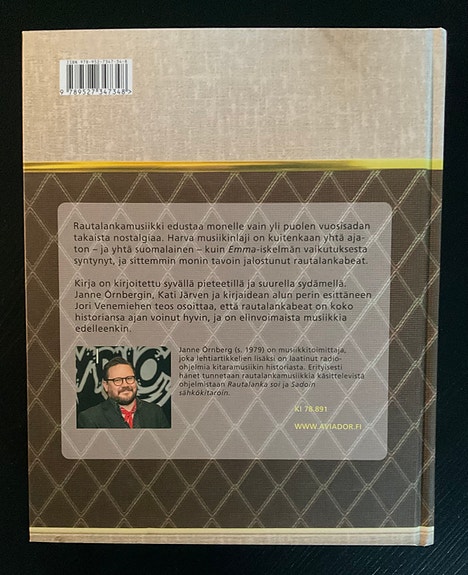 Rautalankamusiikki edustaa monelle vain yli puolen vuosisadan
takaista nostalgiaa. Harva musiikinlaji on kuitenkaan yhtä aja-
ton – ja yhtä suomalainen – kuin Emma-iskelmän vaikutuksesta
syntynyt, ja sittemmin monin tavoin jalostunut rautalankabeat.
Kirja on kirjoitettu syvällä pieteetillä ja suurella sydämellä.
Janne Örnbergin, Kati Järven ja kirjaidean alun perin esittäneen
Jori Venemiehen teos osoittaa, että rautalankabeat on koko
historiansa ajan voinut hyvin, ja on elinvoimaista musiikkia
edelleenkin.
Janne Örnberg (s. 1979) on musiikkitoimittaja,
joka lehtiartikkelien lisäksi on laatinut radio-
ohjelmia kitaramusiikin historiasta. Erityisesti
hänet tunnetaan rautalankamusiikkia käsittelevistä
ohjelmistaan Rautalanka soi ja Sadoin
sähkökitaroin.
Kl 78.891
WWW.AVIADOR.FI